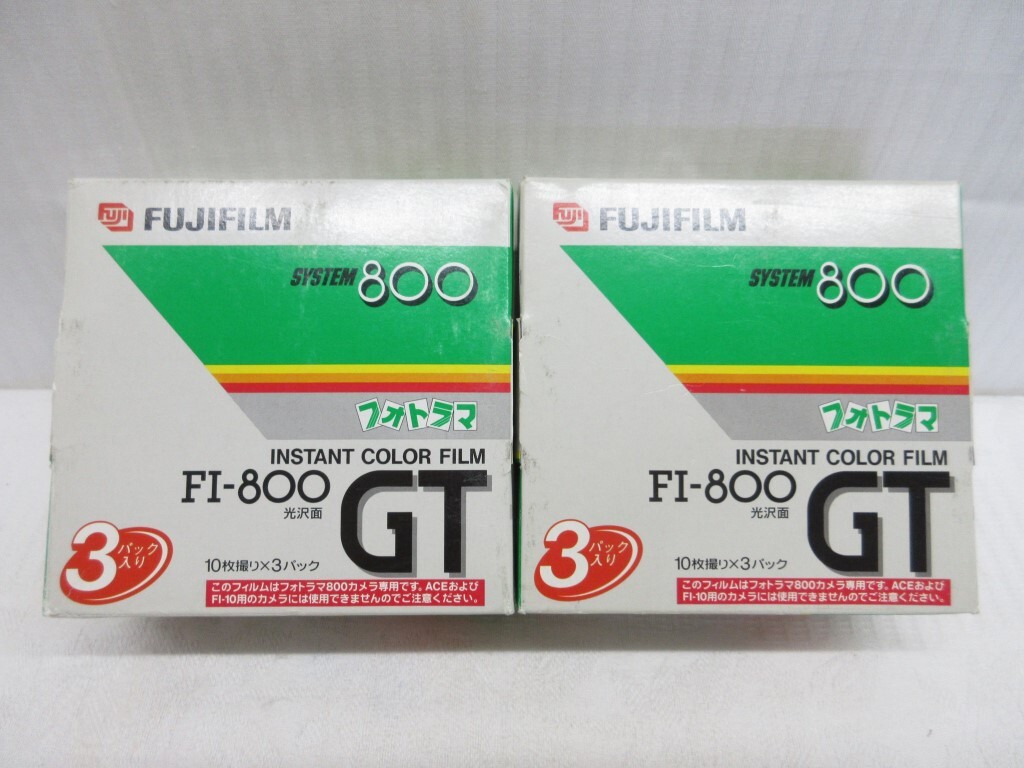 FUJI FUJIFILM
SYSTEM 800
フォトラマ
INSTANT COLOR FILM
FI-800 GT
光沢面
3パック入り
10枚撮り×3パック
このフィルムはフォトラマ800カメラ専用です。ACEおよび
FI-10用のカメラには使用できませんのでご注意ください。
FUJI FUJIFILM
SYSTEM 800
フォトラマ
INSTANT COLOR FILM
FI-800 GT
光沢面
3パック入り
10枚撮り×3パック
このフィルムはフォトラマ800カメラ専用です。ACEおよび
FI-10用のカメラには使用できませんのでご注意ください。